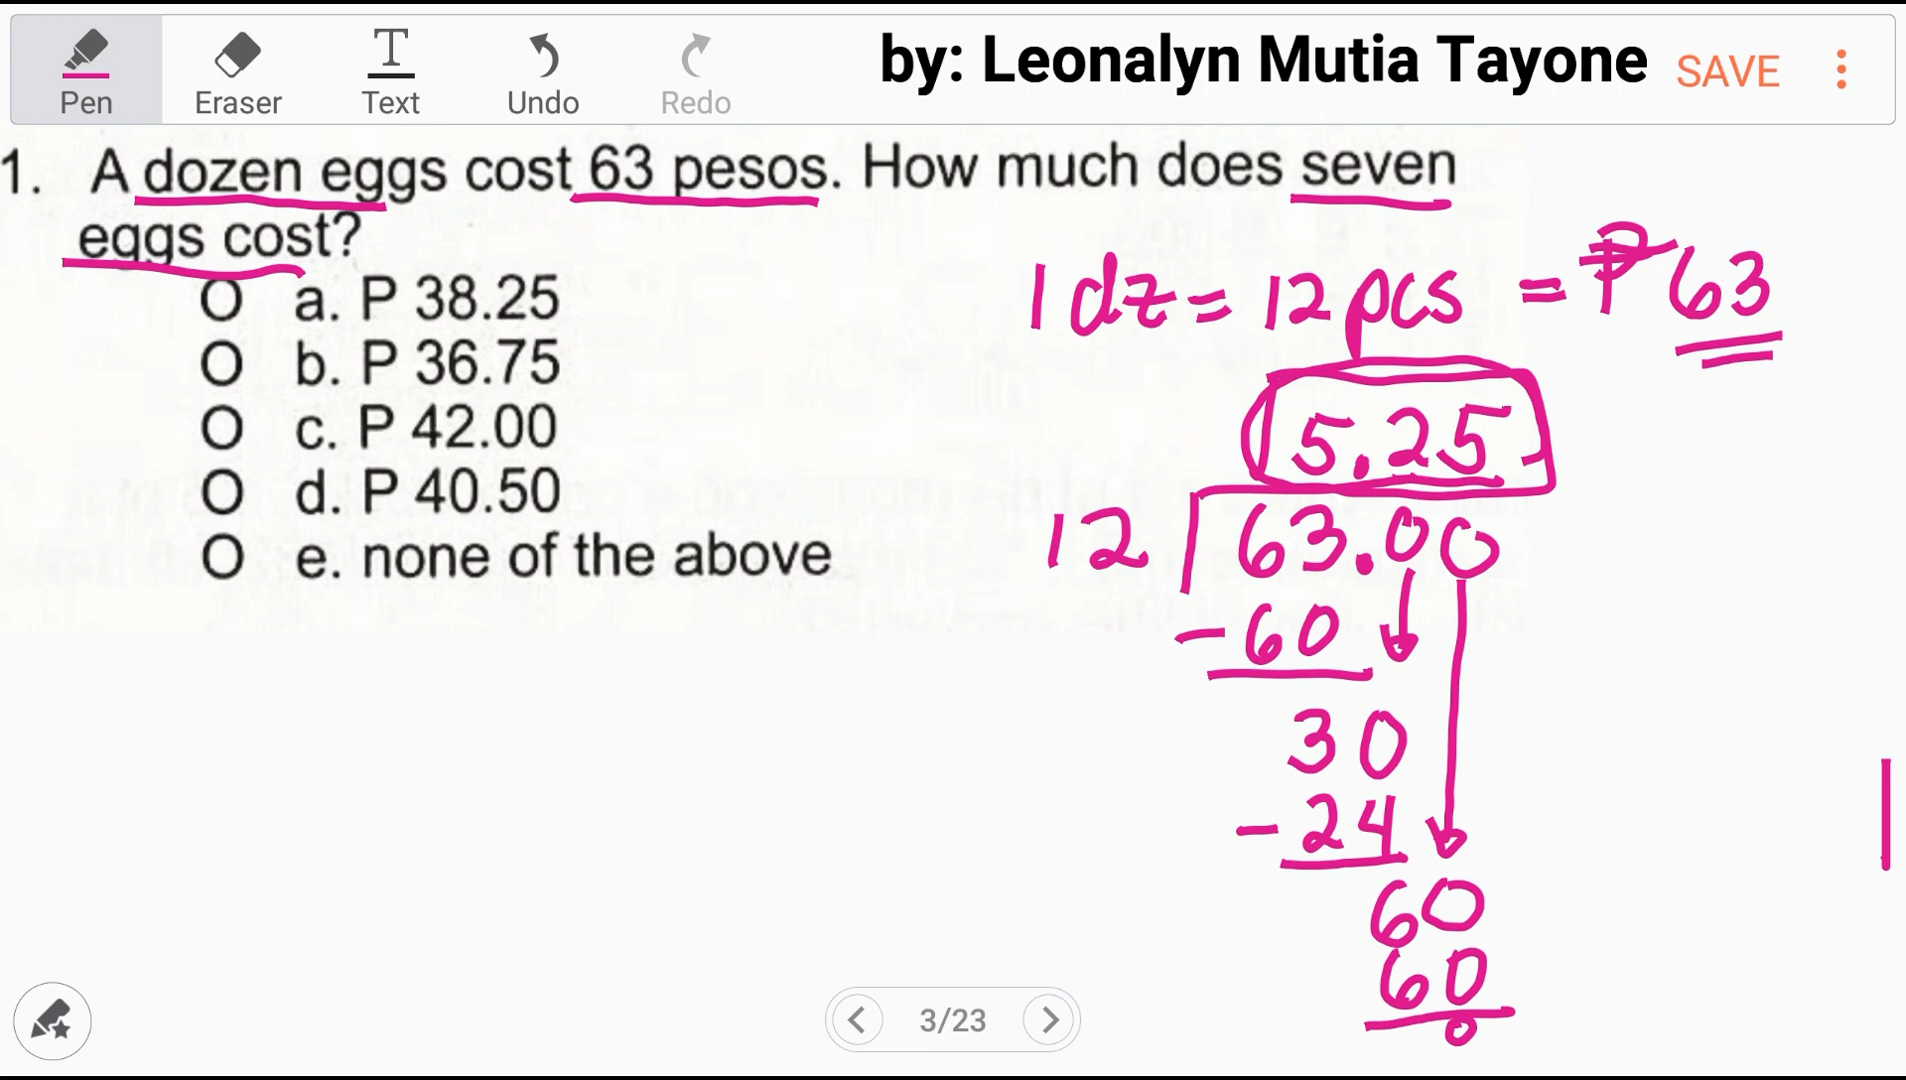 Pen
Eraser
Text
Undo
Redo
by: Leonalyn Mutia Tayone
SAVE
1. A dozen eggs cost 63 pesos. How much does seven
eggs cost?
O a. P 38.25
O b. P 36.75
O c. P 42.00
O d. P 40.50
O e. none of the above
1 dz = 12 pcs = ₱63
5.25
12 63.00
- 60
30
- 24
60
60
0
3/23